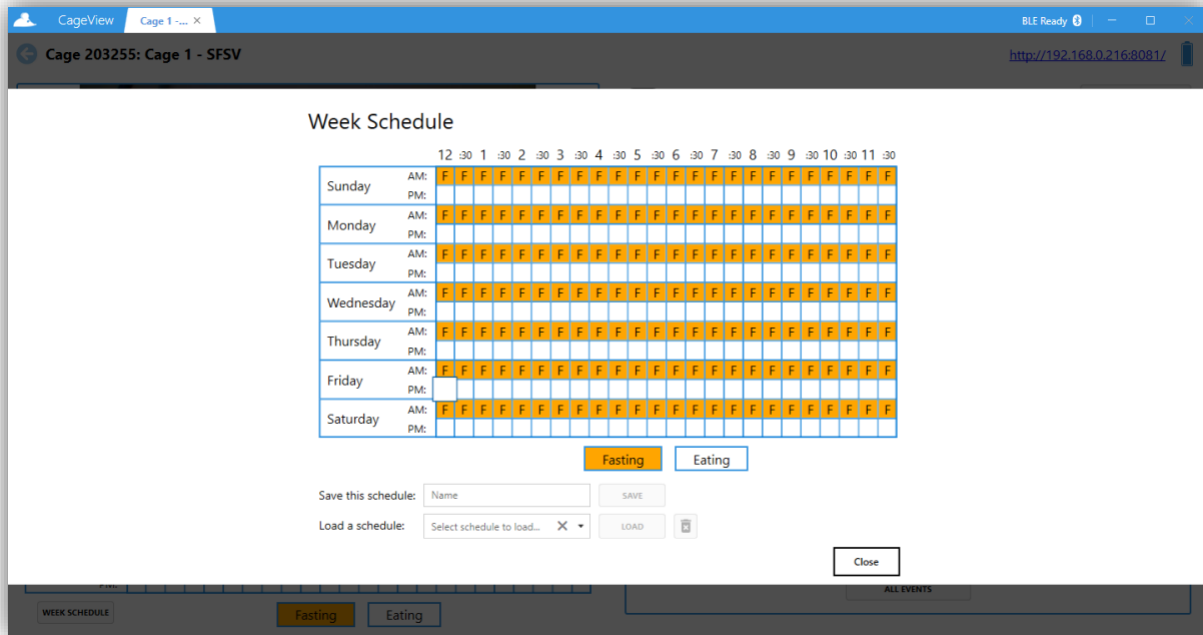 CageView Cage 1 -... × BLE Ready
Cage 203255: Cage 1 - SFSV http://192.168.0.216:8081/
Week Schedule
12 :30 1 :30 2 :30 3 :30 4 :30 5 :30 6 :30 7 :30 8 :30 9 :30 10 :30 11 :30
Sunday AM: F F F F F F F F F F F F F F F F F F F F F F F F
PM:
Monday AM: F F F F F F F F F F F F F F F F F F F F F F F F
PM:
Tuesday AM: F F F F F F F F F F F F F F F F F F F F F F F F
PM:
Wednesday AM: F F F F F F F F F F F F F F F F F F F F F F F F
PM:
Thursday AM: F F F F F F F F F F F F F F F F F F F F F F F F
PM:
Friday AM: F F F F F F F F F F F F F F F F F F F F F F F F
PM:
Saturday AM: F F F F F F F F F F F F F F F F F F F F F F F F
PM:
Fasting Eating
Save this schedule: Name SAVE
Load a schedule: Select schedule to load... LOAD
Close
ALL EVENTS
WEEK SCHEDULE Fasting Eating